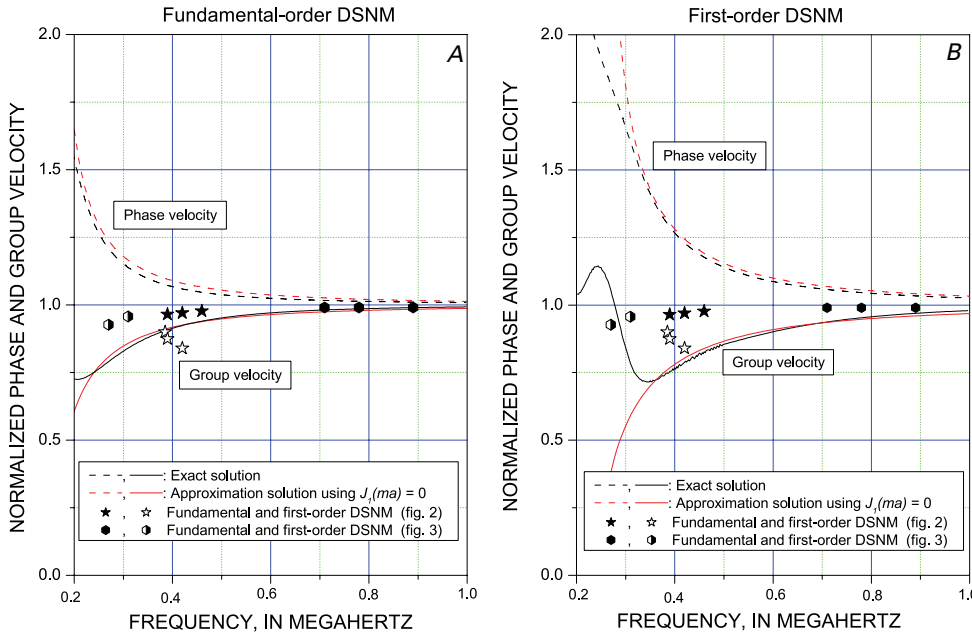 Fundamental-order DSNM
A
NORMALIZED PHASE AND GROUP VELOCITY
2.0
1.5
1.0
0.5
0.0
Phase velocity
Group velocity
, : Exact solution
, : Approximation solution using J1(ma) = 0
, Fundamental and first-order DSNM (fig. 2)
, Fundamental and first-order DSNM (fig. 3)
0.2 0.4 0.6 0.8 1.0
FREQUENCY, IN MEGAHERTZ
First-order DSNM
B
NORMALIZED PHASE AND GROUP VELOCITY
2.0
1.5
1.0
0.5
0.0
Phase velocity
Group velocity
, : Exact solution
, : Approximation solution using J1(ma) = 0
, Fundamental and first-order DSNM (fig. 2)
, Fundamental and first-order DSNM (fig. 3)
0.2 0.4 0.6 0.8 1.0
FREQUENCY, IN MEGAHERTZ